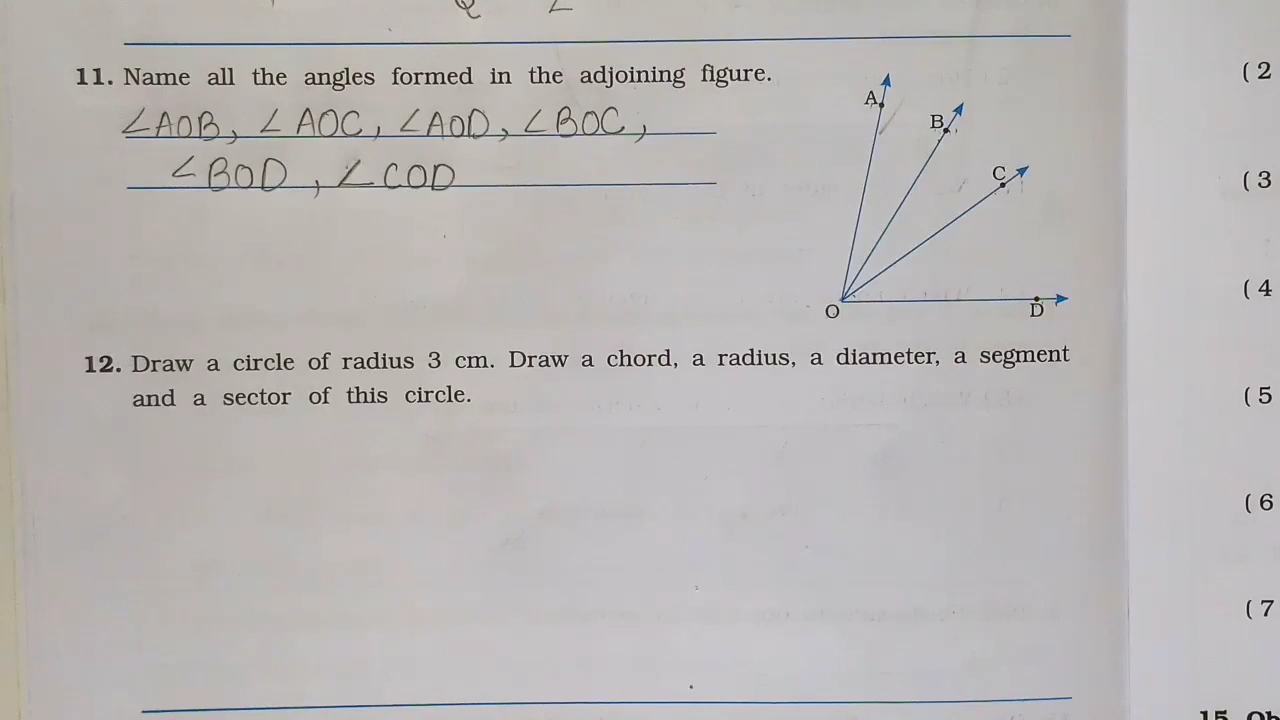 11. Name all the angles formed in the adjoining figure.
∠AOB, ∠AOC, ∠AOD, ∠BOC,
∠BOD, ∠COD
A
B
C
O
D
12. Draw a circle of radius 3 cm. Draw a chord, a radius, a diameter, a segment
and a sector of this circle.
( 2
( 3
( 4
( 5
( 6
( 7